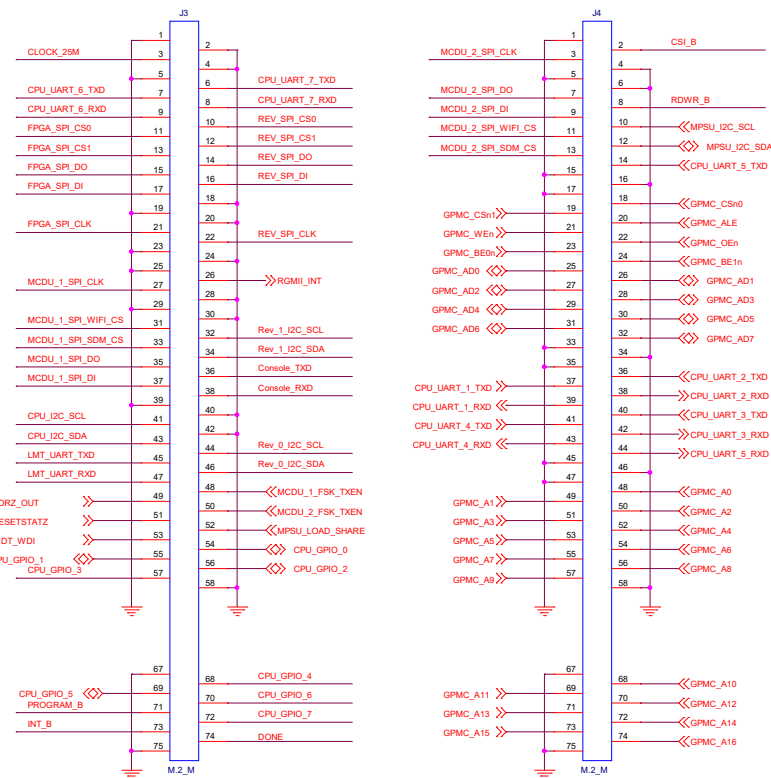 J3
1
2
CLOCK_25M 3
4
5
6 CPU_UART_7_TXD
CPU_UART_6_TXD 7
8 CPU_UART_7_RXD
CPU_UART_6_RXD 9
10 REV_SPI_CS0
FPGA_SPI_CS0 11
12 REV_SPI_CS1
FPGA_SPI_CS1 13
14 REV_SPI_DO
FPGA_SPI_DO 15
16 REV_SPI_DI
FPGA_SPI_DI 17
18
19
20
FPGA_SPI_CLK 21
22 REV_SPI_CLK
23
24
25
26 RGMII_INT
MCDU_1_SPI_CLK 27
28
29
30
MCDU_1_SPI_WIFI_CS 31
32 Rev_1_I2C_SCL
MCDU_1_SPI_SDM_CS 33
34 Rev_1_I2C_SDA
MCDU_1_SPI_DO 35
36 Console_TXD
MCDU_1_SPI_DI 37
38 Console_RXD
39
40
CPU_I2C_SCL 41
42
CPU_I2C_SDA 43
44 Rev_0_I2C_SCL
LMT_UART_TXD 45
46 Rev_0_I2C_SDA
LMT_UART_RXD 47
48 MCDU_1_FSK_TXEN
ORZ_OUT 49
50 MCDU_2_FSK_TXEN
ESETSTATZ 51
52 MPSU_LOAD_SHARE
DT_WDI 53
54 CPU_GPIO_0
PU_GPIO_1 55
56 CPU_GPIO_2
CPU_GPIO_3 57
58
67
68 CPU_GPIO_4
CPU_GPIO_5 69
70 CPU_GPIO_6
PROGRAM_B 71
72 CPU_GPIO_7
INT_B 73
74 DONE
75
M.2_M
J4
1
2 CSI_B
MCDU_2_SPI_CLK 3
4
5
6
MCDU_2_SPI_DO 7
8 RDWR_B
MCDU_2_SPI_DI 9
10 MPSU_I2C_SCL
MCDU_2_SPI_WIFI_CS 11
12 MPSU_I2C_SDA
MCDU_2_SPI_SDM_CS 13
14 CPU_UART_5_TXD
15
16
17
18 GPMC_CSn0
GPMC_CSn1 19
20 GPMC_ALE
GPMC_WEn 21
22 GPMC_OEn
GPMC_BE0n 23
24 GPMC_BE1n
GPMC_AD0 25
26 GPMC_AD1
GPMC_AD2 27
28 GPMC_AD3
GPMC_AD4 29
30 GPMC_AD5
GPMC_AD6 31
32 GPMC_AD7
33
34
35
36 CPU_UART_2_TXD
CPU_UART_1_TXD 37
38 CPU_UART_2_RXD
CPU_UART_1_RXD 39
40 CPU_UART_3_TXD
CPU_UART_4_TXD 41
42 CPU_UART_3_RXD
CPU_UART_4_RXD 43
44 CPU_UART_5_RXD
45
46
47
48 GPMC_A0
GPMC_A1 49
50 GPMC_A2
GPMC_A3 51
52 GPMC_A4
GPMC_A5 53
54 GPMC_A6
GPMC_A7 55
56 GPMC_A8
GPMC_A9 57
58
67
68 GPMC_A10
GPMC_A11 69
70 GPMC_A12
GPMC_A13 71
72 GPMC_A14
GPMC_A15 73
74 GPMC_A16
75
M.2_M